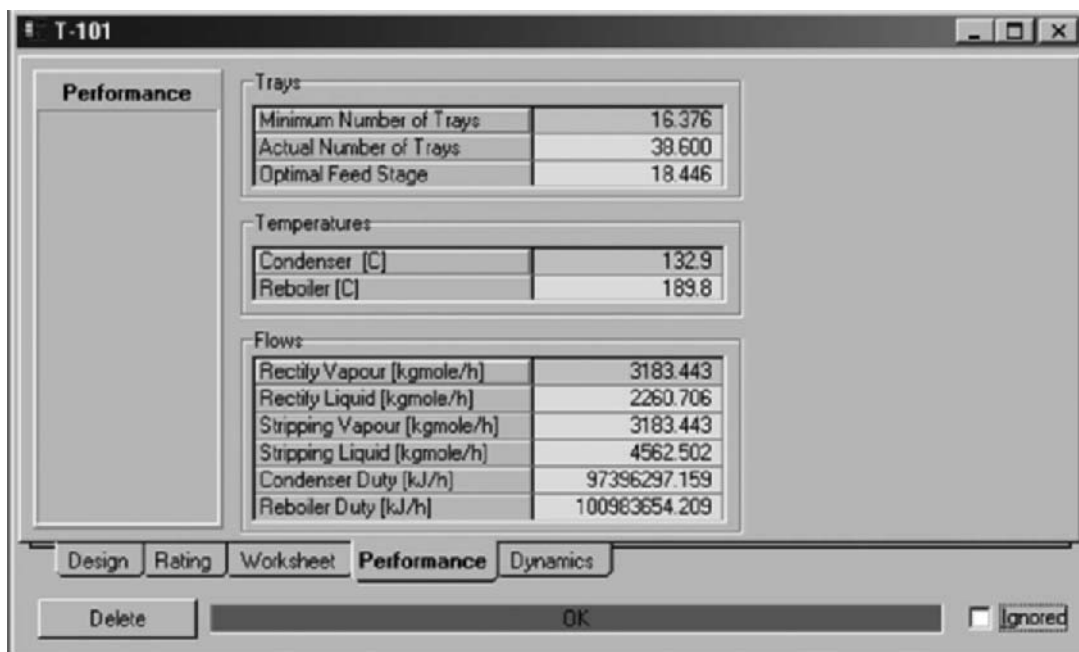 T-101
Performance
Trays
Minimum Number of Trays 16.376
Actual Number of Trays 38.600
Optimal Feed Stage 18.446
Temperatures
Condenser [C] 132.9
Reboiler [C] 189.8
Flows
Rectify Vapour [kgmole/h] 3183.443
Rectify Liquid [kgmole/h] 2260.706
Stripping Vapour [kgmole/h] 3183.443
Stripping Liquid [kgmole/h] 4562.502
Condenser Duty [kJ/h] 97396297.159
Reboiler Duty [kJ/h] 100983654.209
Design Rating Worksheet Performance Dynamics
Delete OK Ignored